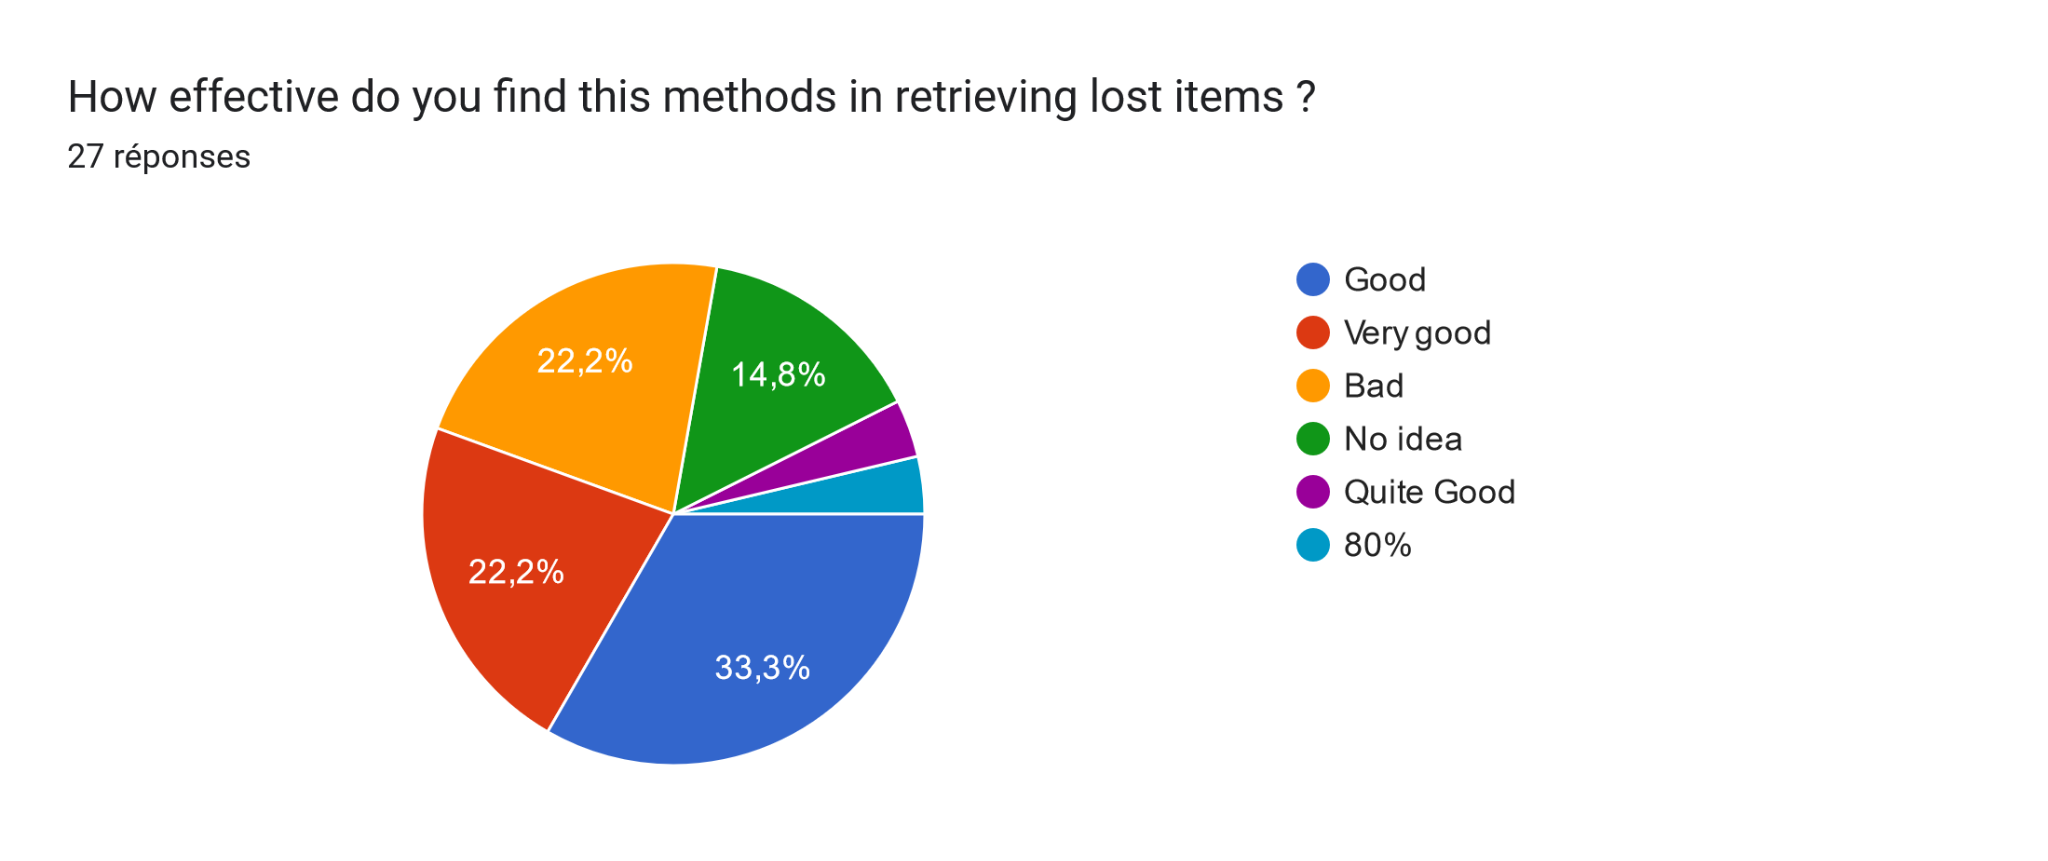 How effective do you find this methods in retrieving lost items ?
27 réponses
22,2%
14,8%
22,2%
33,3%
Good
Very good
Bad
No idea
Quite Good
80%